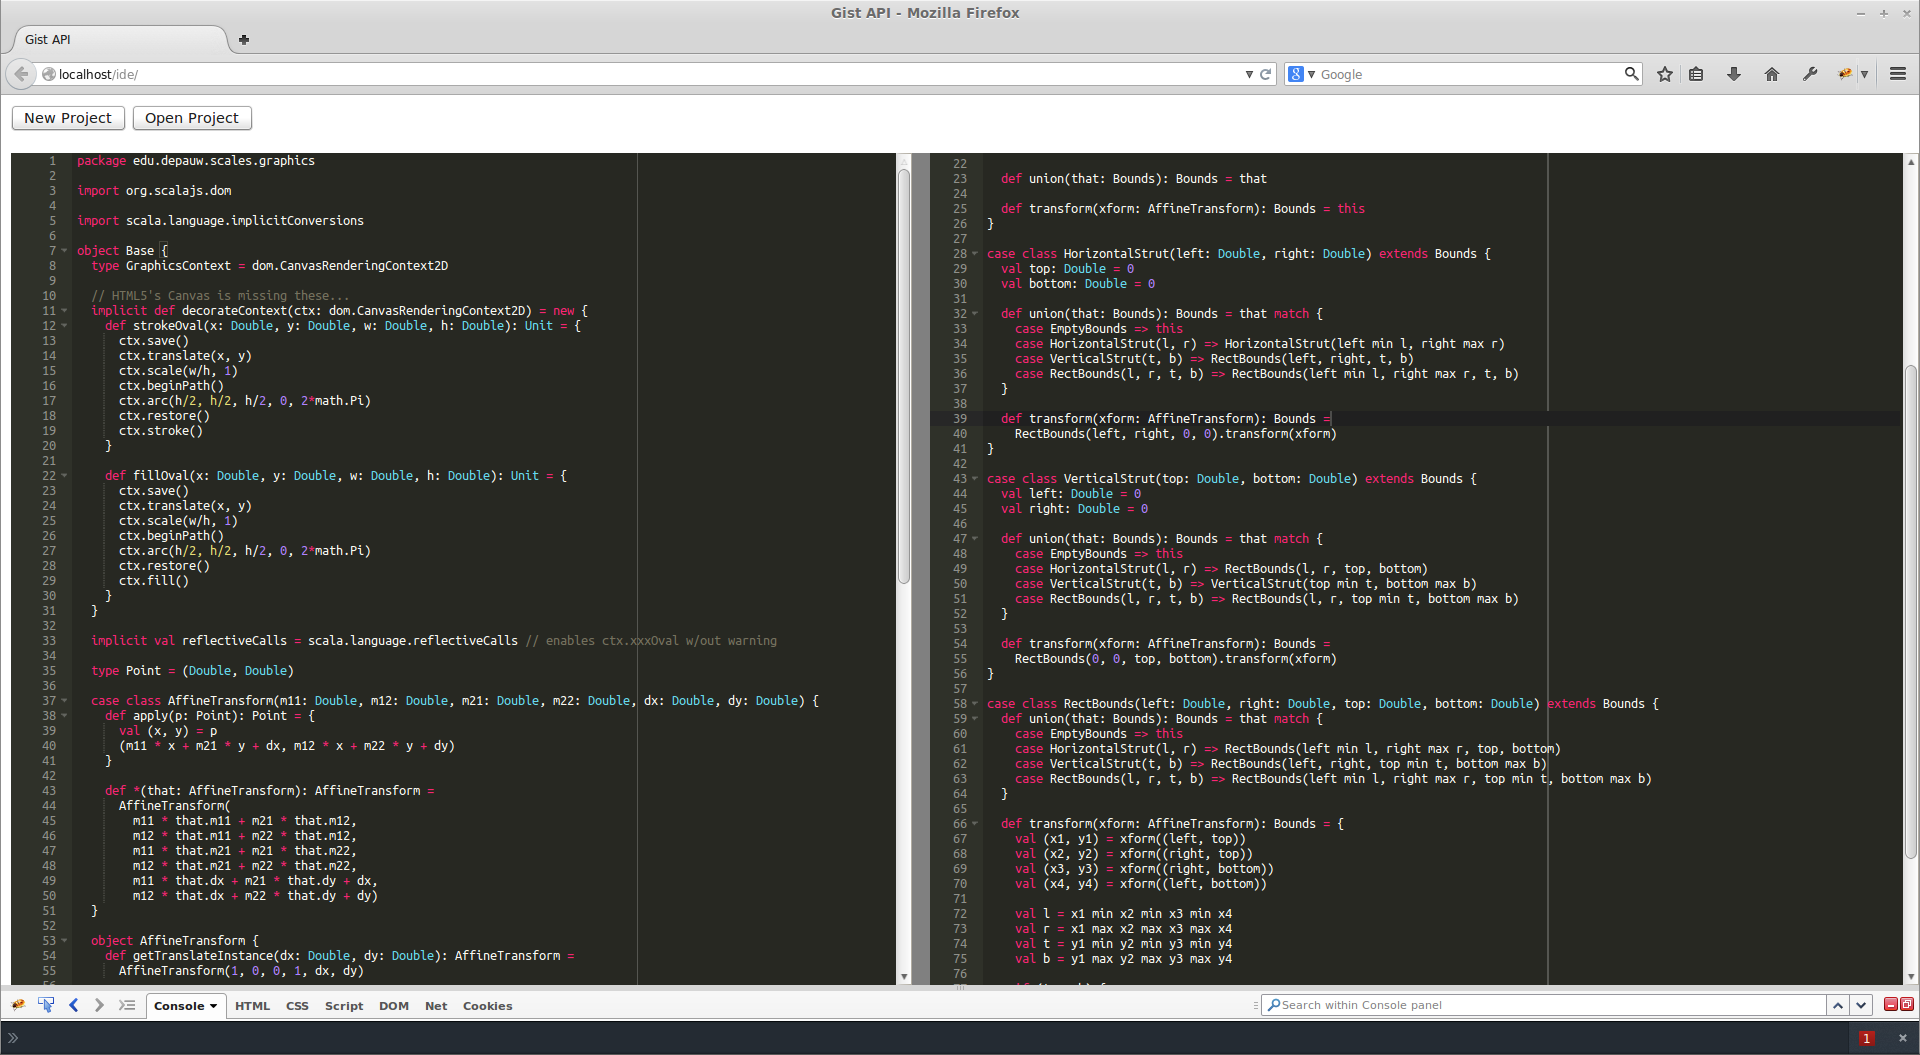 Gist API - Mozilla Firefox
Gist API
localhost/ide/
Google
New Project
Open Project
1 package edu.depauw.scales.graphics
2
3 import org.scalajs.dom
4
5 import scala.language.implicitConversions
6
7 object Base {
8 type GraphicsContext = dom.CanvasRenderingContext2D
9
10 // HTML5's Canvas is missing these...
11 implicit def decorateContext(ctx: dom.CanvasRenderingContext2D) = new {
12 def strokeOval(x: Double, y: Double, w: Double, h: Double): Unit = {
13 ctx.save()
14 ctx.translate(x, y)
15 ctx.scale(w/h, 1)
16 ctx.beginPath()
17 ctx.arc(h/2, h/2, h/2, 0, 2*math.Pi)
18 ctx.restore()
19 ctx.stroke()
20 }
21
22 def fillOval(x: Double, y: Double, w: Double, h: Double): Unit = {
23 ctx.save()
24 ctx.translate(x, y)
25 ctx.scale(w/h, 1)
26 ctx.beginPath()
27 ctx.arc(h/2, h/2, h/2, 0, 2*math.Pi)
28 ctx.restore()
29 ctx.fill()
30 }
31 }
32
33 implicit val reflectiveCalls = scala.language.reflectiveCalls // enables ctx.xxxOval w/out warning
34
35 type Point = (Double, Double)
36
37 case class AffineTransform(m11: Double, m12: Double, m21: Double, m22: Double, dx: Double, dy: Double) {
38 def apply(p: Point): Point = {
39 val (x, y) = p
40 (m11 * x + m21 * y + dx, m12 * x + m22 * y + dy)
41 }
42
43 def *(that: AffineTransform): AffineTransform =
44 AffineTransform(
45 m11 * that.m11 + m21 * that.m12,
46 m12 * that.m11 + m22 * that.m12,
47 m11 * that.m21 + m21 * that.m22,
48 m12 * that.m21 + m22 * that.m22,
49 m11 * that.dx + m21 * that.dy + dx,
50 m12 * that.dx + m22 * that.dy + dy)
51 }
52
53 object AffineTransform {
54 def getTranslateInstance(dx: Double, dy: Double): AffineTransform =
55 AffineTransform(1, 0, 0, 1, dx, dy)
22
23 def union(that: Bounds): Bounds = that
24
25 def transform(xform: AffineTransform): Bounds = this
26 }
27
28 case class HorizontalStrut(left: Double, right: Double) extends Bounds {
29 val top: Double = 0
30 val bottom: Double = 0
31
32 def union(that: Bounds): Bounds = that match {
33 case EmptyBounds => this
34 case HorizontalStrut(l, r) => HorizontalStrut(left min l, right max r)
35 case VerticalStrut(t, b) => RectBounds(left, right, t, b)
36 case RectBounds(l, r, t, b) => RectBounds(left min l, right max r, t, b)
37 }
38
39 def transform(xform: AffineTransform): Bounds =
40 RectBounds(left, right, 0, 0).transform(xform)
41 }
42
43 case class VerticalStrut(top: Double, bottom: Double) extends Bounds {
44 val left: Double = 0
45 val right: Double = 0
46
47 def union(that: Bounds): Bounds = that match {
48 case EmptyBounds => this
49 case HorizontalStrut(l, r) => RectBounds(l, r, top, bottom)
50 case VerticalStrut(t, b) => VerticalStrut(top min t, bottom max b)
51 case RectBounds(l, r, t, b) => RectBounds(l, r, top min t, bottom max b)
52 }
53
54 def transform(xform: AffineTransform): Bounds =
55 RectBounds(0, 0, top, bottom).transform(xform)
56 }
57
58 case class RectBounds(left: Double, right: Double, top: Double, bottom: Double) extends Bounds {
59 def union(that: Bounds): Bounds = that match {
60 case EmptyBounds => this
61 case HorizontalStrut(l, r) => RectBounds(left min l, right max r, top, bottom)
62 case VerticalStrut(t, b) => RectBounds(left, right, top min t, bottom max b)
63 case RectBounds(l, r, t, b) => RectBounds(left min l, right max r, top min t, bottom max b)
64 }
65
66 def transform(xform: AffineTransform): Bounds = {
67 val (x1, y1) = xform((left, top))
68 val (x2, y2) = xform((right, top))
69 val (x3, y3) = xform((right, bottom))
70 val (x4, y4) = xform((left, bottom))
71
72 val l = x1 min x2 min x3 min x4
73 val r = x1 max x2 max x3 max x4
74 val t = y1 min y2 min y3 min y4
75 val b = y1 max y2 max y3 max y4
76
Console HTML CSS Script DOM Net Cookies
Search within Console panel
1